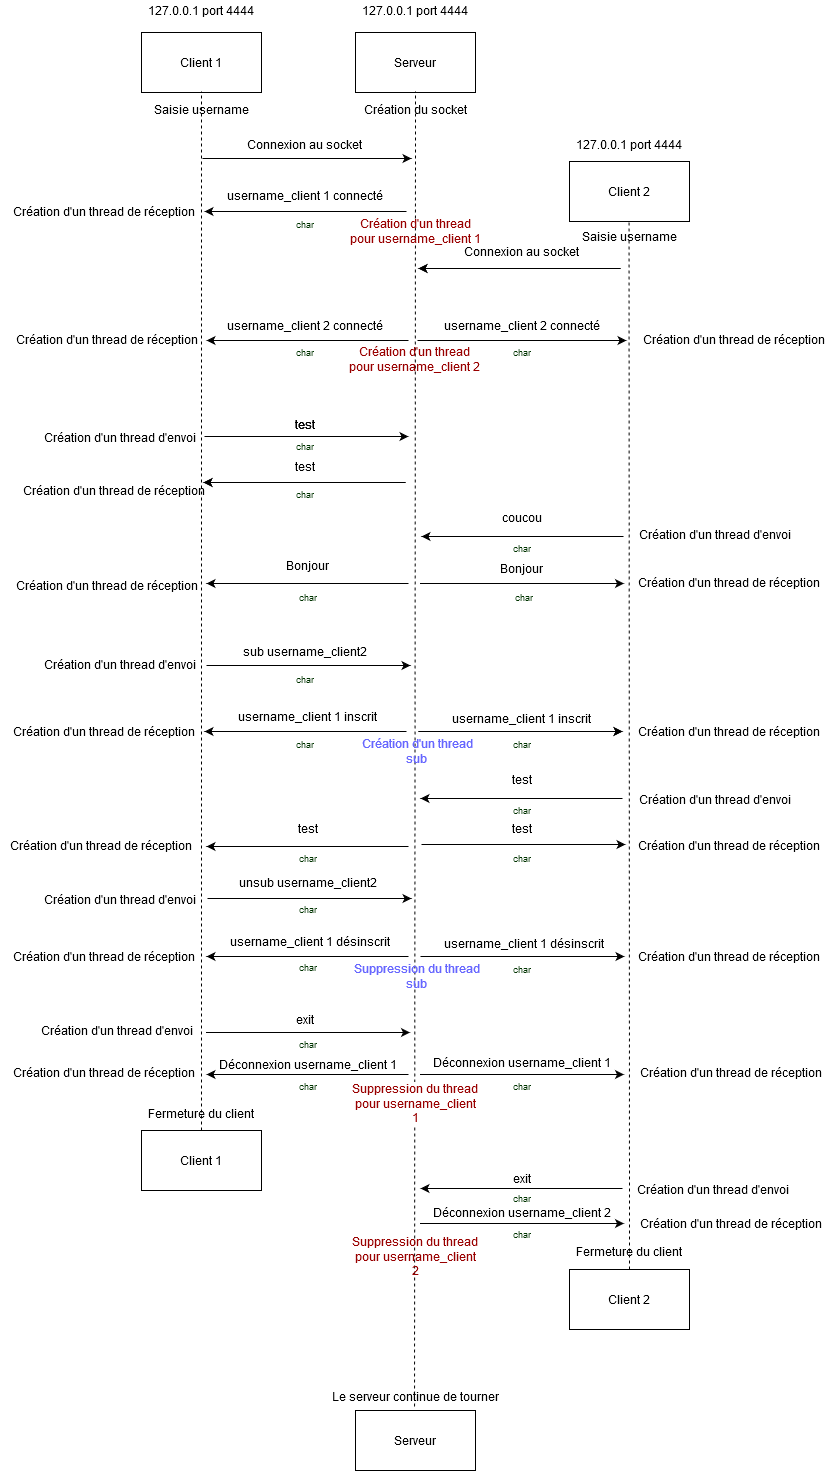 127.0.0.1 port 4444
127.0.0.1 port 4444
Client 1
Serveur
Saisie username
Création du socket
Connexion au socket
127.0.0.1 port 4444
Client 2
username_client 1 connecté
Création d'un thread de réception
char
Création d'un thread
pour username_client 1
Saisie username
Connexion au socket
username_client 2 connecté
username_client 2 connecté
Création d'un thread de réception
Création d'un thread de réception
char
Création d'un thread
pour username_client 2
char
test
Création d'un thread d'envoi
char
test
Création d'un thread de réception
char
coucou
Création d'un thread d'envoi
char
Bonjour
Bonjour
Création d'un thread de réception
Création d'un thread de réception
char
char
sub username_client2
Création d'un thread d'envoi
char
username_client 1 inscrit
username_client 1 inscrit
Création d'un thread de réception
Création d'un thread de réception
char
Création d'un thread
sub
char
test
Création d'un thread d'envoi
char
test
test
Création d'un thread de réception
Création d'un thread de réception
char
char
unsub username_client2
Création d'un thread d'envoi
char
username_client 1 désinscrit
username_client 1 désinscrit
Création d'un thread de réception
Création d'un thread de réception
char
Suppression du thread
sub
char
exit
Création d'un thread d'envoi
char
Déconnexion username_client 1
Déconnexion username_client 1
Création d'un thread de réception
Création d'un thread de réception
char
Suppression du thread
pour username_client
1
char
Fermeture du client
Client 1
exit
Création d'un thread d'envoi
char
Déconnexion username_client 2
Création d'un thread de réception
char
Suppression du thread
pour username_client
2
Fermeture du client
Client 2
Le serveur continue de tourner
Serveur